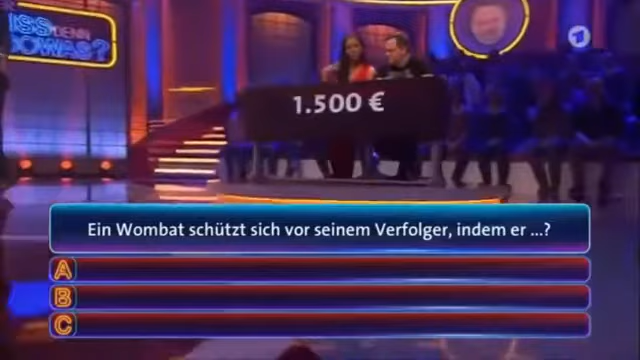 1.500 €
Ein Wombat schützt sich vor seinem Verfolger, indem er ...?
A
B
C